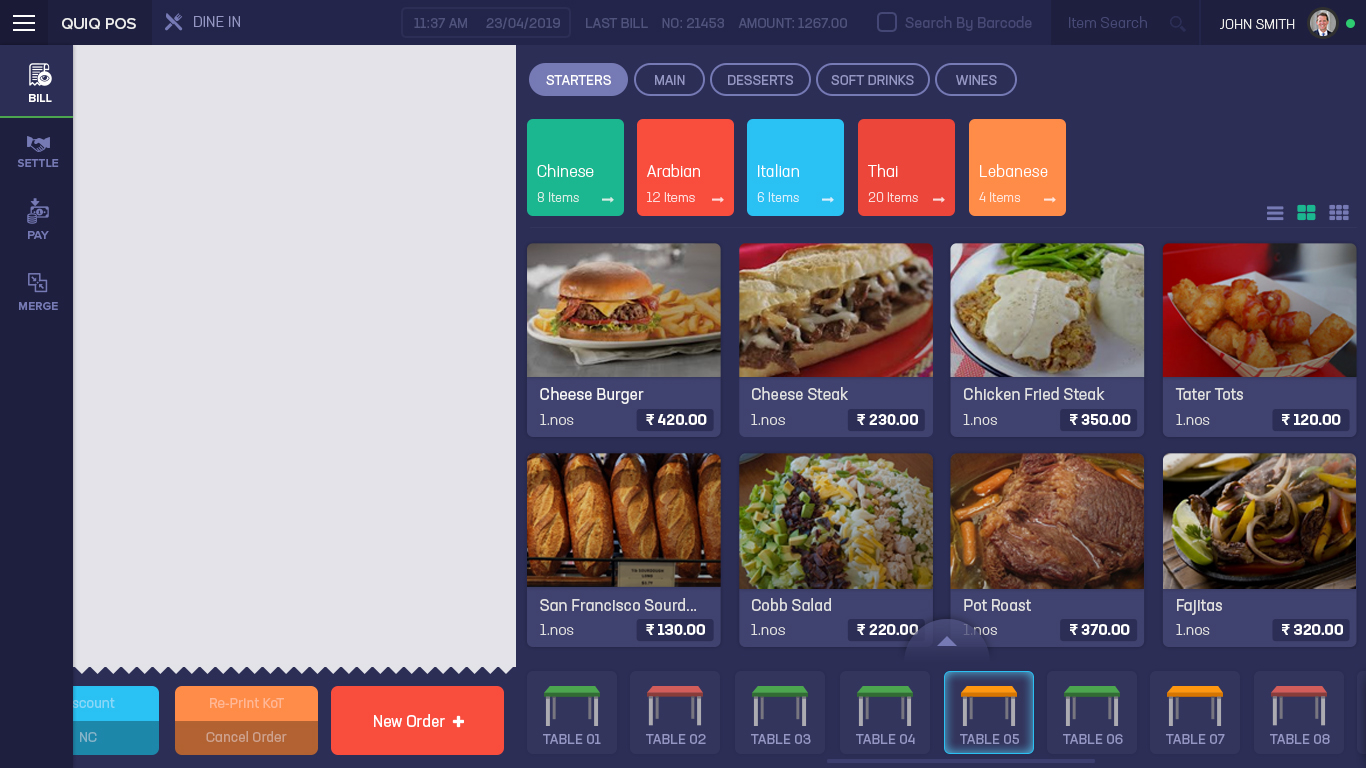 QUIQ POS
DINE IN
11:37 AM 23/04/2019
LAST BILL NO: 21453 AMOUNT: 1267.00
Search By Barcode
Item Search
JOHN SMITH
BILL
SETTLE
PAY
MERGE
STARTERS
MAIN
DESSERTS
SOFT DRINKS
WINES
Chinese
8 Items
Arabian
12 Items
Italian
6 Items
Thai
20 Items
Lebanese
4 Items
Cheese Burger
1.nos ₹ 420.00
Cheese Steak
1.nos ₹ 230.00
Chicken Fried Steak
1.nos ₹ 350.00
Tater Tots
1.nos ₹ 120.00
San Francisco Sourd...
1.nos ₹ 130.00
Cobb Salad
1.nos ₹ 220.00
Pot Roast
1.nos ₹ 370.00
Fajitas
1.nos ₹ 320.00
scount
NC
Re-Print KoT
Cancel Order
New Order +
TABLE 01
TABLE 02
TABLE 03
TABLE 04
TABLE 05
TABLE 06
TABLE 07
TABLE 08